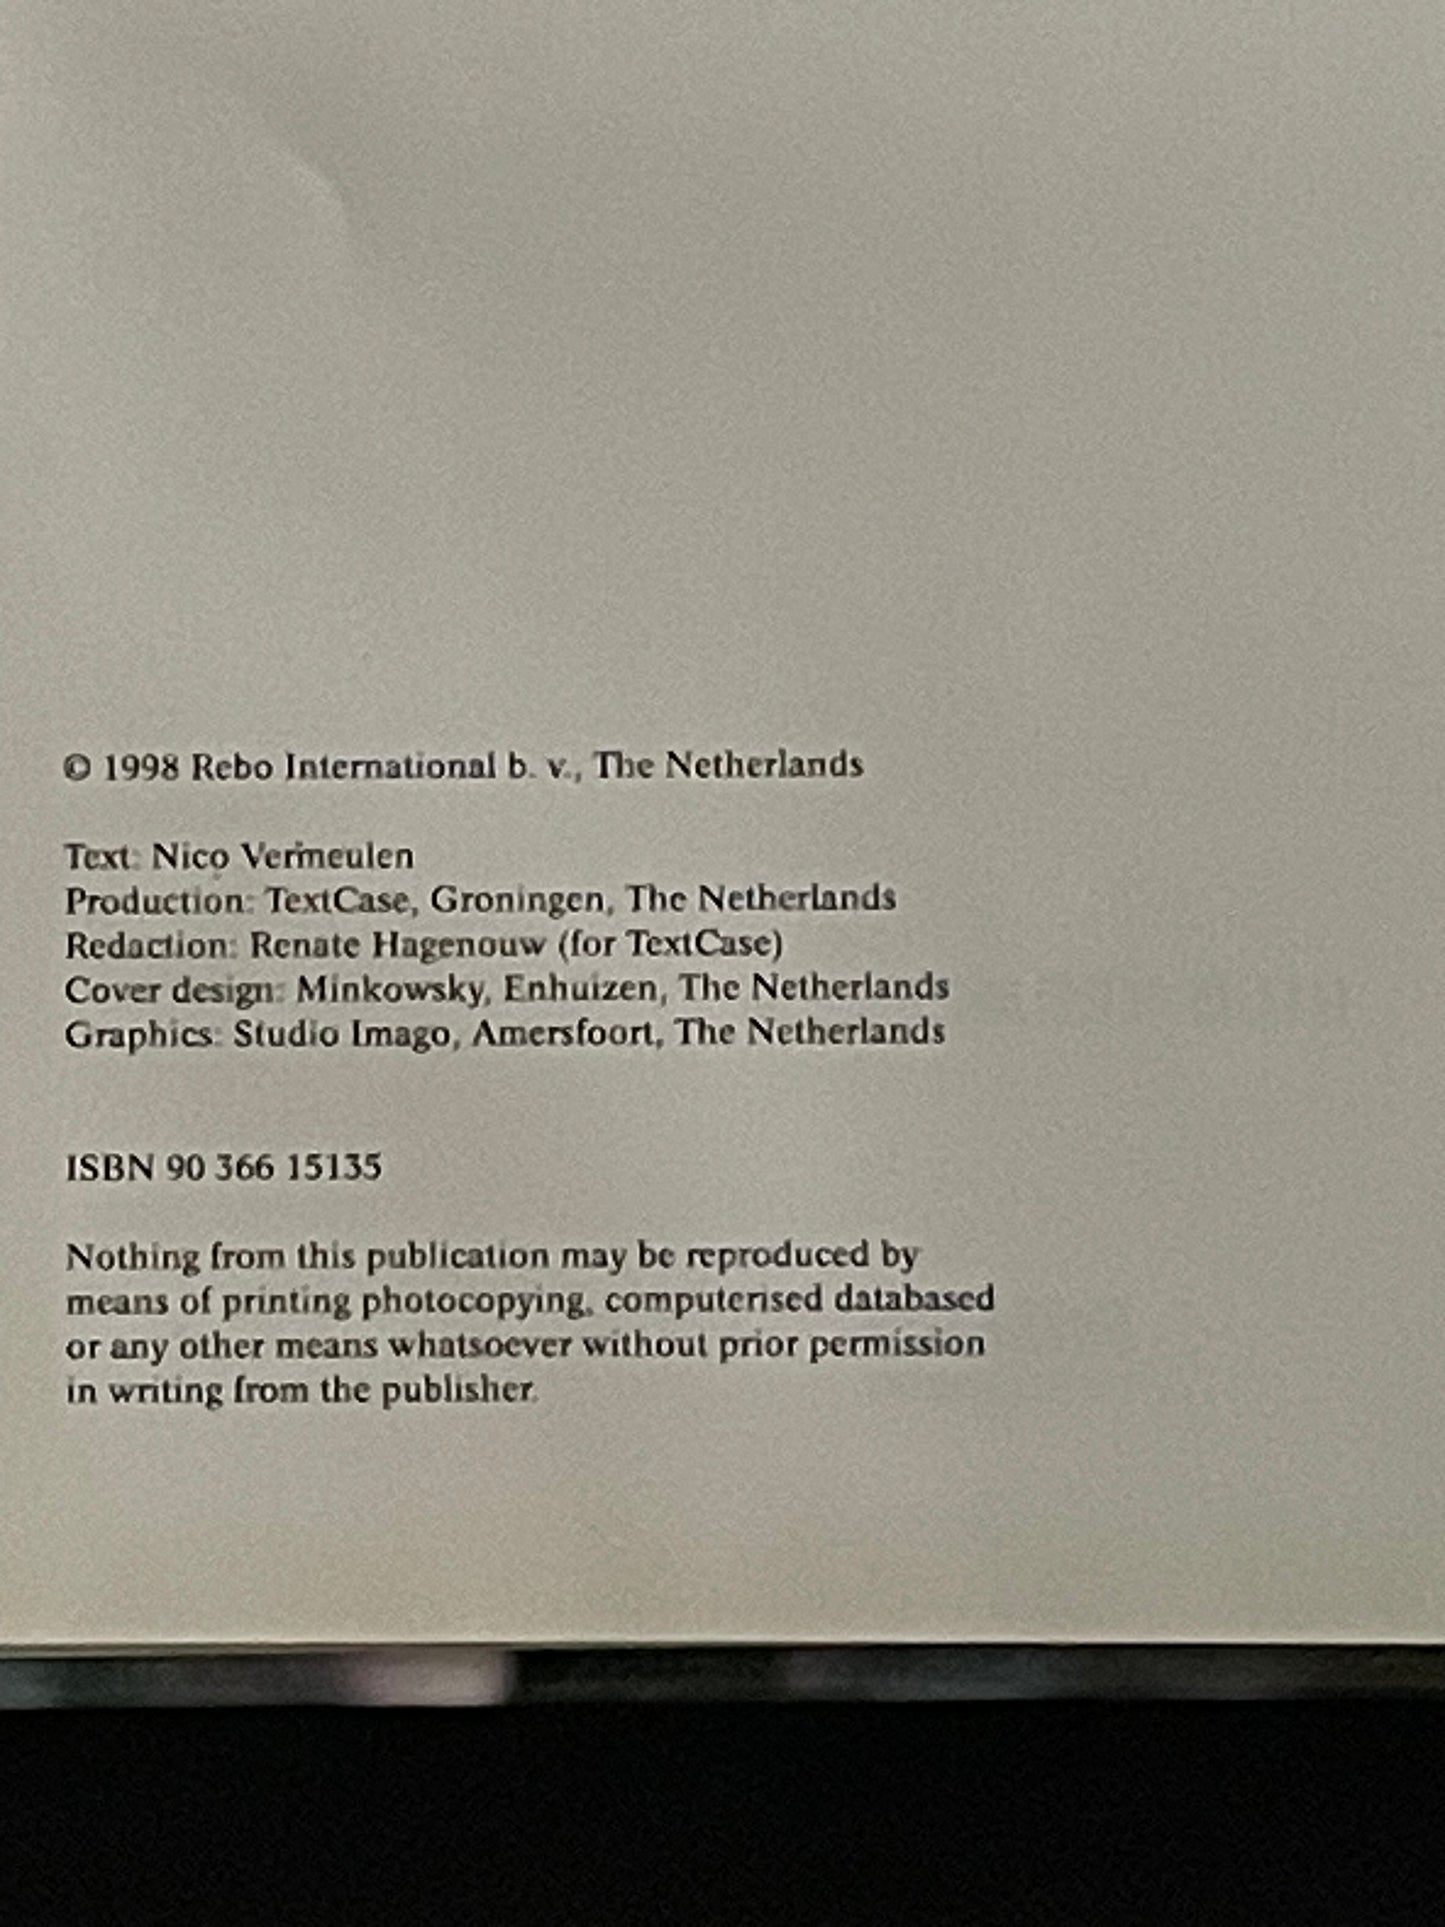 © 1998 Rebo International b. v., The Netherlands
Text: Nico Vermeulen
Production: TextCase, Groningen, The Netherlands
Redaction: Renate Hagenouw (for TextCase)
Cover design: Minkowsky, Enhuizen, The Netherlands
Graphics: Studio Imago, Amersfoort, The Netherlands
ISBN 90 366 15135
Nothing from this publication may be reproduced by
means of printing photocopying, computerised databased
or any other means whatsoever without prior permission
in writing from the publisher.